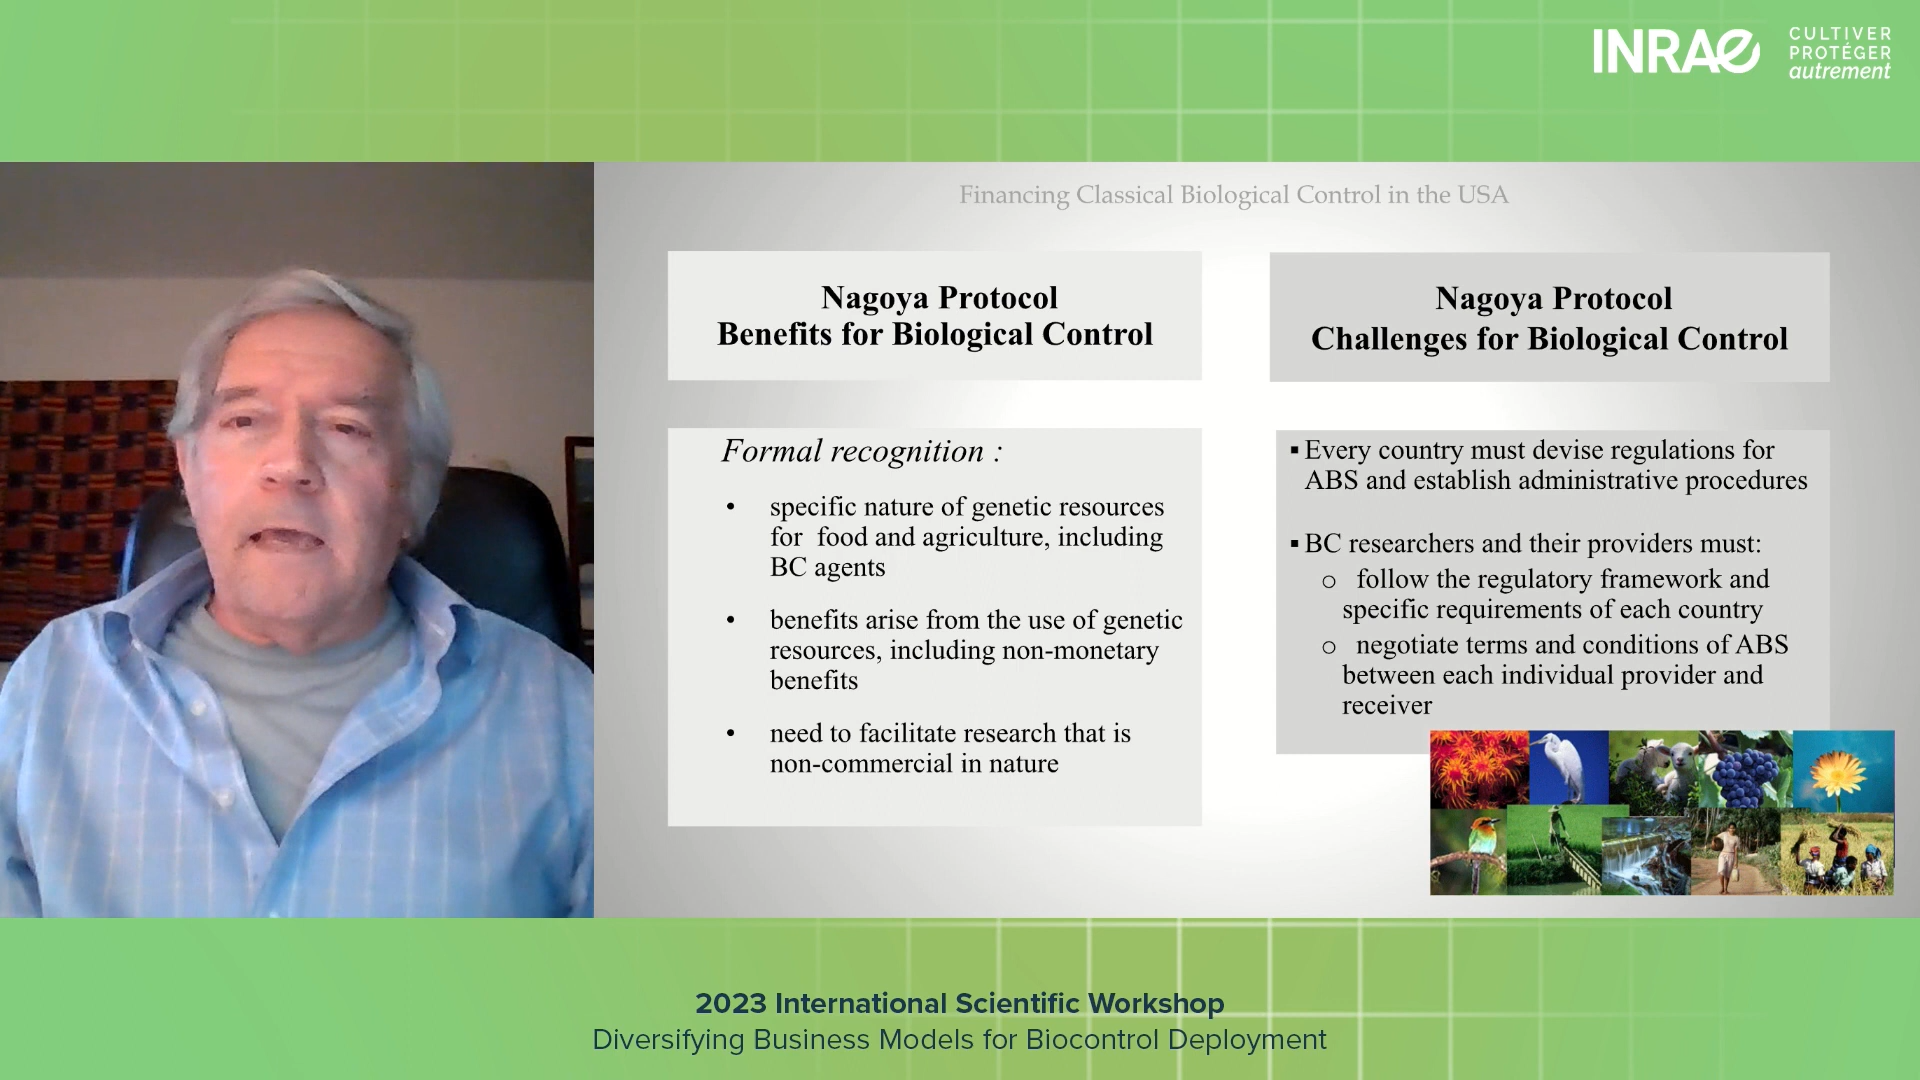 INRAE
CULTIVER
PROTÉGER
autrement
Financing Classical Biological Control in the USA
Nagoya Protocol
Benefits for Biological Control
Formal recognition :
• specific nature of genetic resources
for food and agriculture, including
BC agents
• benefits arise from the use of genetic
resources, including non-monetary
benefits
• need to facilitate research that is
non-commercial in nature
Nagoya Protocol
Challenges for Biological Control
▪ Every country must devise regulations for
ABS and establish administrative procedures
▪ BC researchers and their providers must:
o follow the regulatory framework and
specific requirements of each country
o negotiate terms and conditions of ABS
between each individual provider and
receiver
2023 International Scientific Workshop
Diversifying Business Models for Biocontrol Deployment